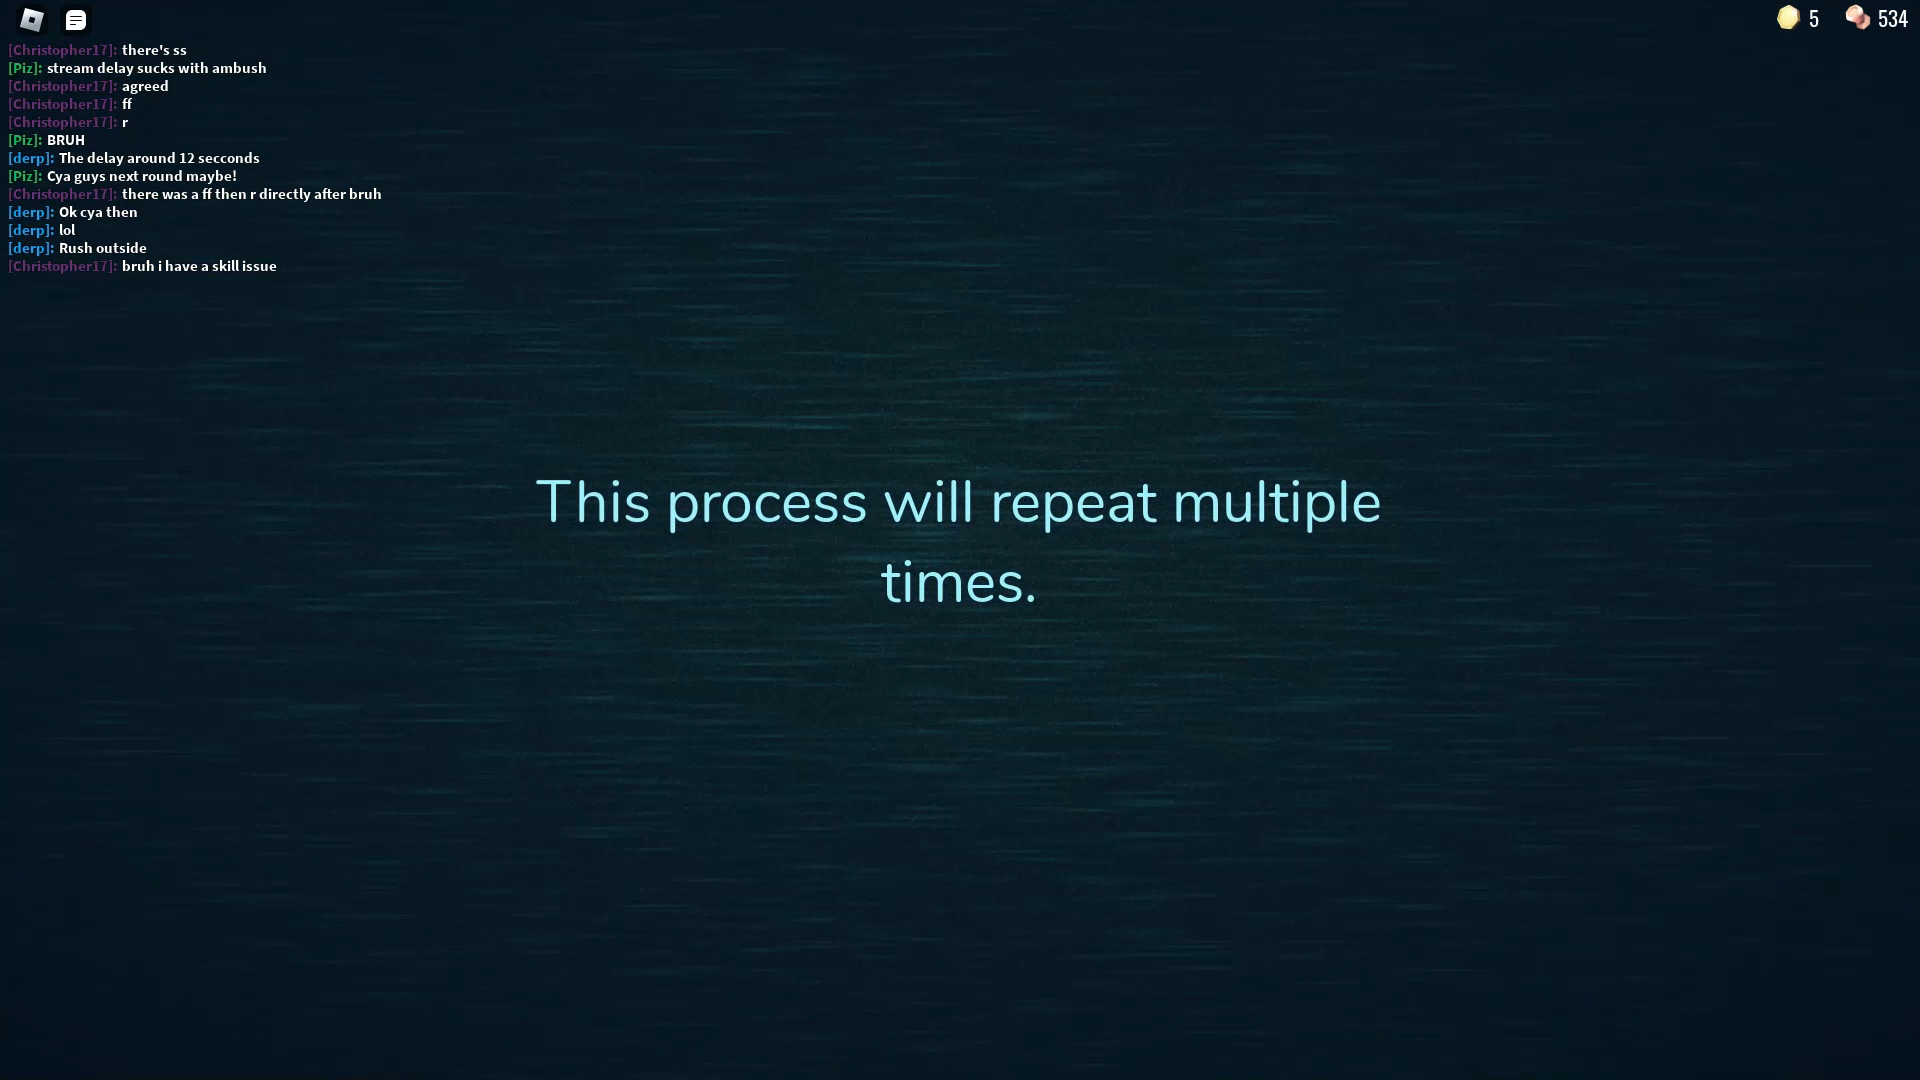 5 534
[Christopher17]: there's ss
[Piz]: stream delay sucks with ambush
[Christopher17]: agreed
[Christopher17]: ff
[Christopher17]: r
[Piz]: BRUH
[derp]: The delay around 12 secconds
[Piz]: Cya guys next round maybe!
[Christopher17]: there was a ff then r directly after bruh
[derp]: Ok cya then
[derp]: lol
[derp]: Rush outside
[Christopher17]: bruh i have a skill issue
This process will repeat multiple
times.